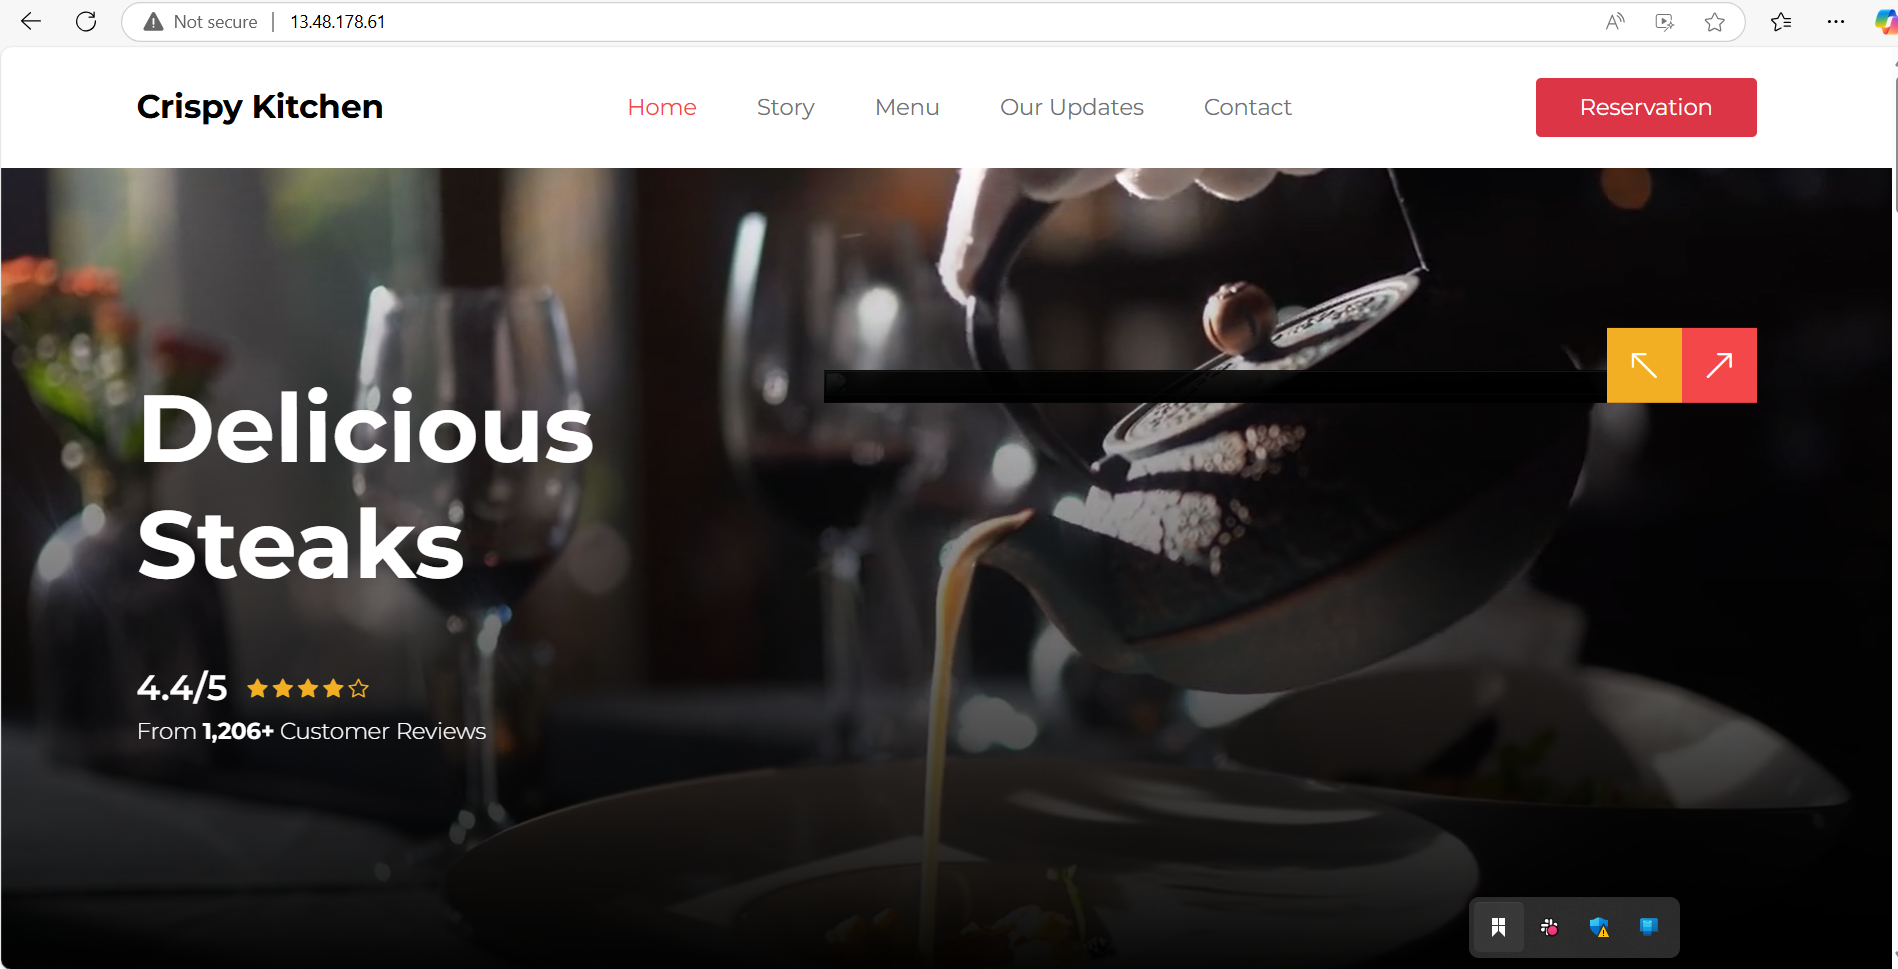 Not secure | 13.48.178.61
Crispy Kitchen
Home
Story
Menu
Our Updates
Contact
Reservation
Delicious
Steaks
4.4/5
From 1,206+ Customer Reviews